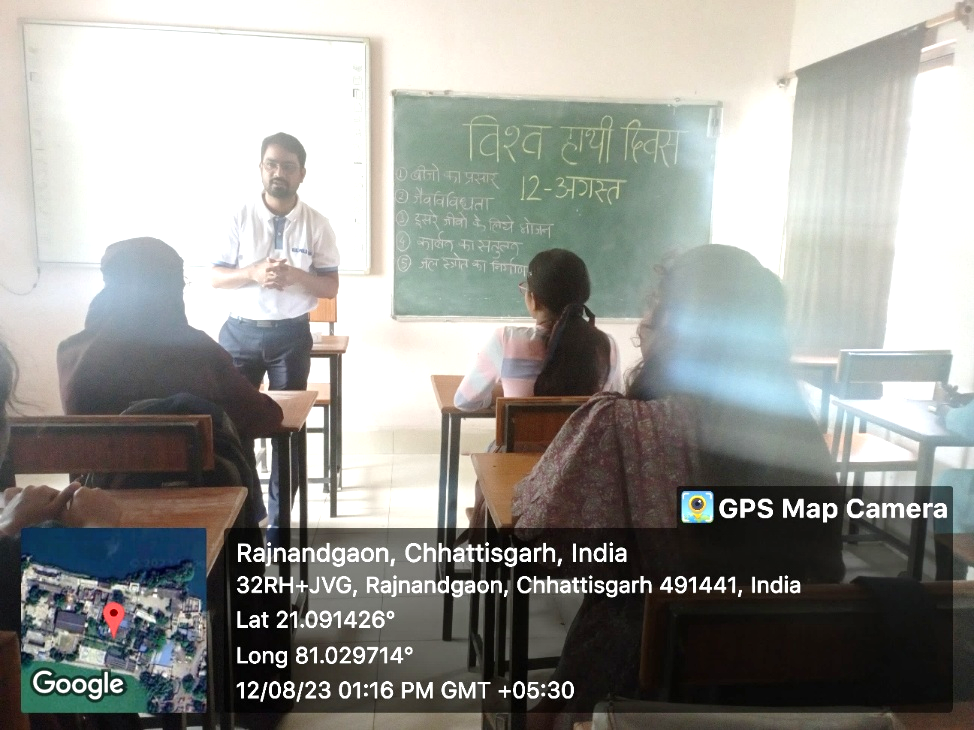 विश्व हाथी दिवस
12-अगस्त
① बीजो का प्रसार
② जैवविविधता
③ दुसरे जीवो के लिये भोजन
④ कार्बन का सतुलन
⑤ जल स्त्रोत का निर्माण
GPS Map Camera
Rajnandgaon, Chhattisgarh, India
32RH+JVG, Rajnandgaon, Chhattisgarh 491441, India
Lat 21.091426°
Long 81.029714°
12/08/23 01:16 PM GMT +05:30
Google